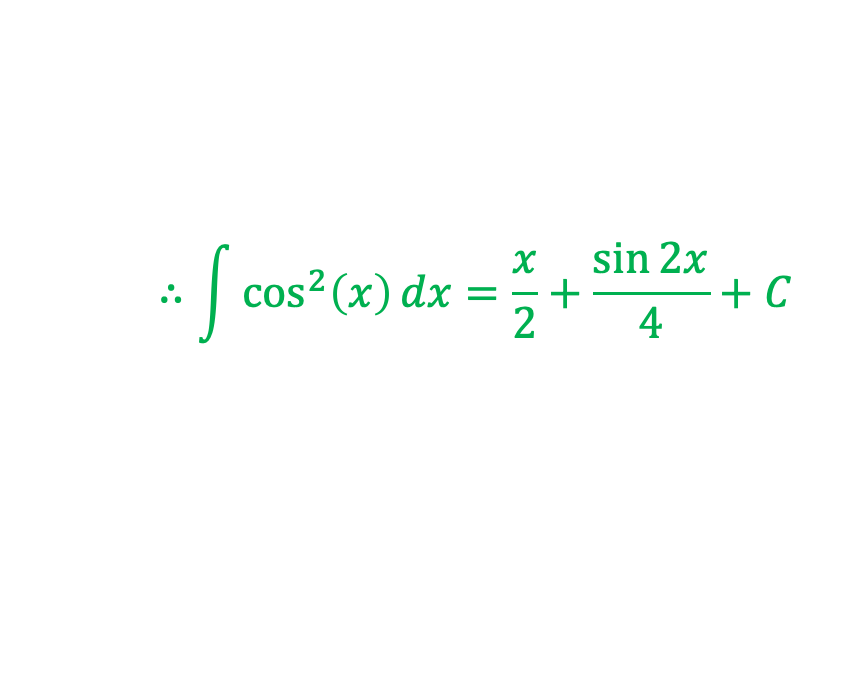 ∴ ∫ cos²(x) dx = x/2 + sin 2x/4 + C